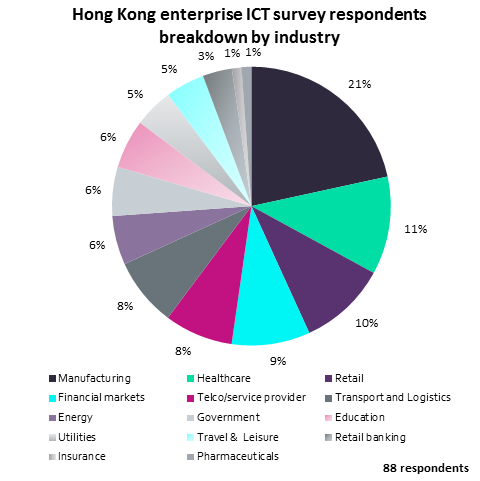 Hong Kong enterprise ICT survey respondents
breakdown by industry
1%
1%
3%
5%
5%
6%
6%
6%
8%
8%
9%
10%
11%
21%
Manufacturing Healthcare Retail
Financial markets Telco/service provider Transport and Logistics
Energy Government Education
Utilities Travel & Leisure Retail banking
Insurance Pharmaceuticals
88 respondents